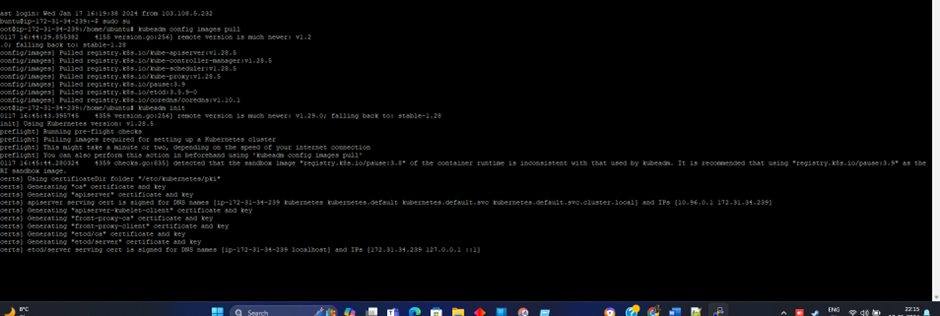 ast login: Wed Jan 17 16:19:38 2024 from 103.108.5.232
buntu@ip-172-31-34-239:~$ sudo su
oot@ip-172-31-34-239:/home/ubuntu# kubeadm config images pull
0117 16:44:29.855382 4155 version.go:256] remote version is much newer: v1.2
.0; falling back to: stable-1.28
config/images] Pulled registry.k8s.io/kube-apiserver:v1.28.5
config/images] Pulled registry.k8s.io/kube-controller-manager:v1.28.5
config/images] Pulled registry.k8s.io/kube-scheduler:v1.28.5
config/images] Pulled registry.k8s.io/kube-proxy:v1.28.5
config/images] Pulled registry.k8s.io/pause:3.9
config/images] Pulled registry.k8s.io/etcd:3.5.9-0
config/images] Pulled registry.k8s.io/coredns/coredns:v1.10.1
oot@ip-172-31-34-239:/home/ubuntu# kubeadm init
0117 16:45:43.395745 4359 version.go:256] remote version is much newer: v1.29.0; falling back to: stable-1.28
init] Using Kubernetes version: v1.28.5
preflight] Running pre-flight checks
preflight] Pulling images required for setting up a Kubernetes cluster
preflight] This might take a minute or two, depending on the speed of your internet connection
preflight] You can also perform this action in beforehand using 'kubeadm config images pull'
0117 16:45:44.280324 4359 checks.go:835] detected that the sandbox image "registry.k8s.io/pause:3.8" of the container runtime is inconsistent with that used by kubeadm. It is recommended that using "registry.k8s.io/pause:3.9" as the
RI sandbox image.
certs] Using certificateDir folder "/etc/kubernetes/pki"
certs] Generating "ca" certificate and key
certs] Generating "apiserver" certificate and key
certs] apiserver serving cert is signed for DNS names [ip-172-31-34-239 kubernetes kubernetes.default kubernetes.default.svc kubernetes.default.svc.cluster.local] and IPs [10.96.0.1 172.31.34.239]
certs] Generating "apiserver-kubelet-client" certificate and key
certs] Generating "front-proxy-ca" certificate and key
certs] Generating "front-proxy-client" certificate and key
certs] Generating "etcd/ca" certificate and key
certs] Generating "etcd/server" certificate and key
certs] etcd/server serving cert is signed for DNS names [ip-172-31-34-239 localhost] and IPs [172.31.34.239 127.0.0.1 ::1]
8°C
Search
ENG
22:15